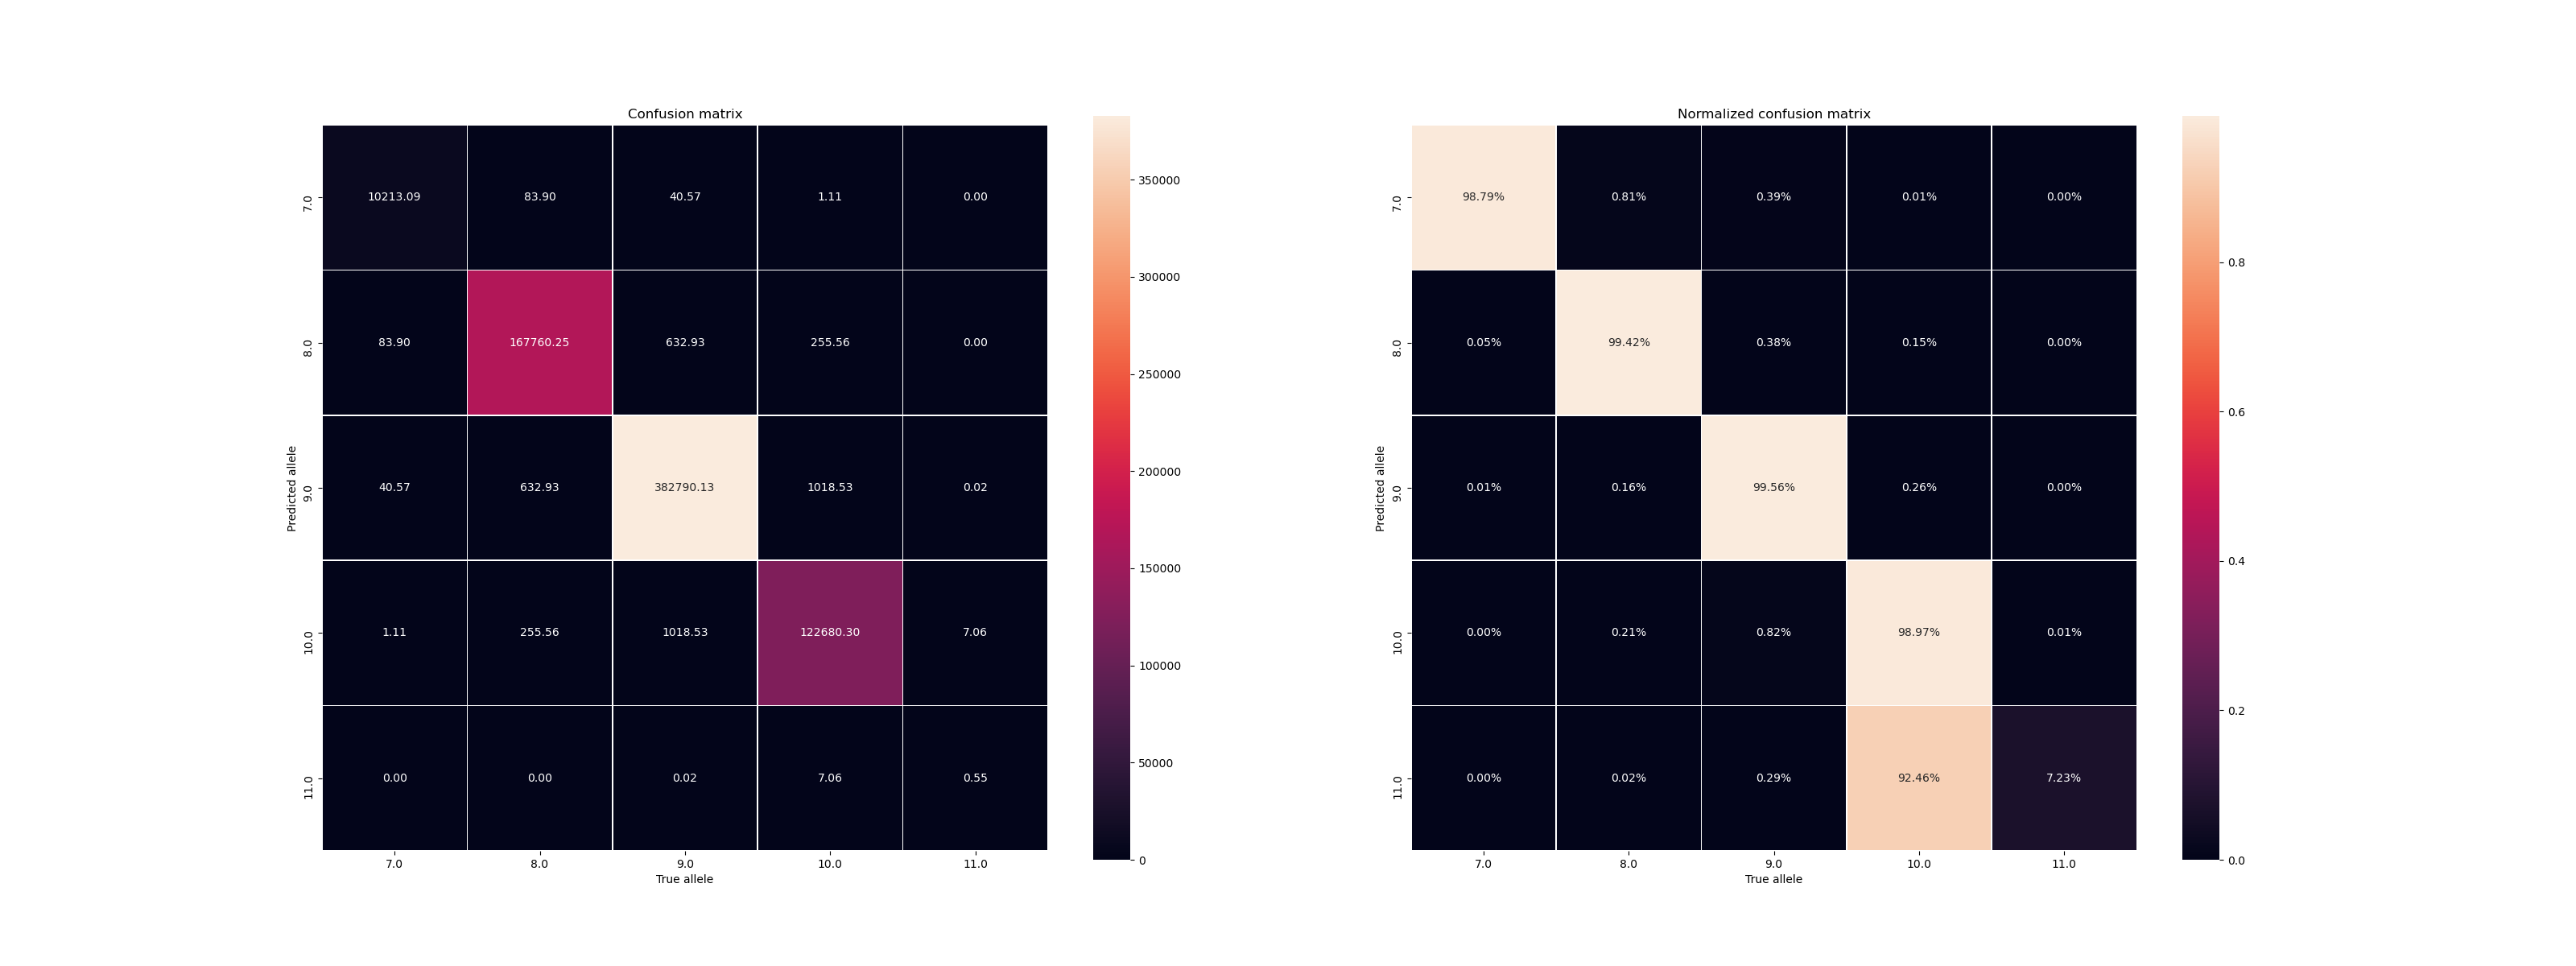 Confusion matrix
Predicted allele
7.0
10213.09 83.90 40.57 1.11 0.00
8.0
83.90 167760.25 632.93 255.56 0.00
9.0
40.57 632.93 382790.13 1018.53 0.02
10.0
1.11 255.56 1018.53 122680.30 7.06
11.0
0.00 0.00 0.02 7.06 0.55
7.0 8.0 9.0 10.0 11.0
True allele
350000
300000
250000
200000
150000
100000
50000
0
Normalized confusion matrix
Predicted allele
7.0
98.79% 0.81% 0.39% 0.01% 0.00%
8.0
0.05% 99.42% 0.38% 0.15% 0.00%
9.0
0.01% 0.16% 99.56% 0.26% 0.00%
10.0
0.00% 0.21% 0.82% 98.97% 0.01%
11.0
0.00% 0.02% 0.29% 92.46% 7.23%
7.0 8.0 9.0 10.0 11.0
True allele
0.8
0.6
0.4
0.2
0.0